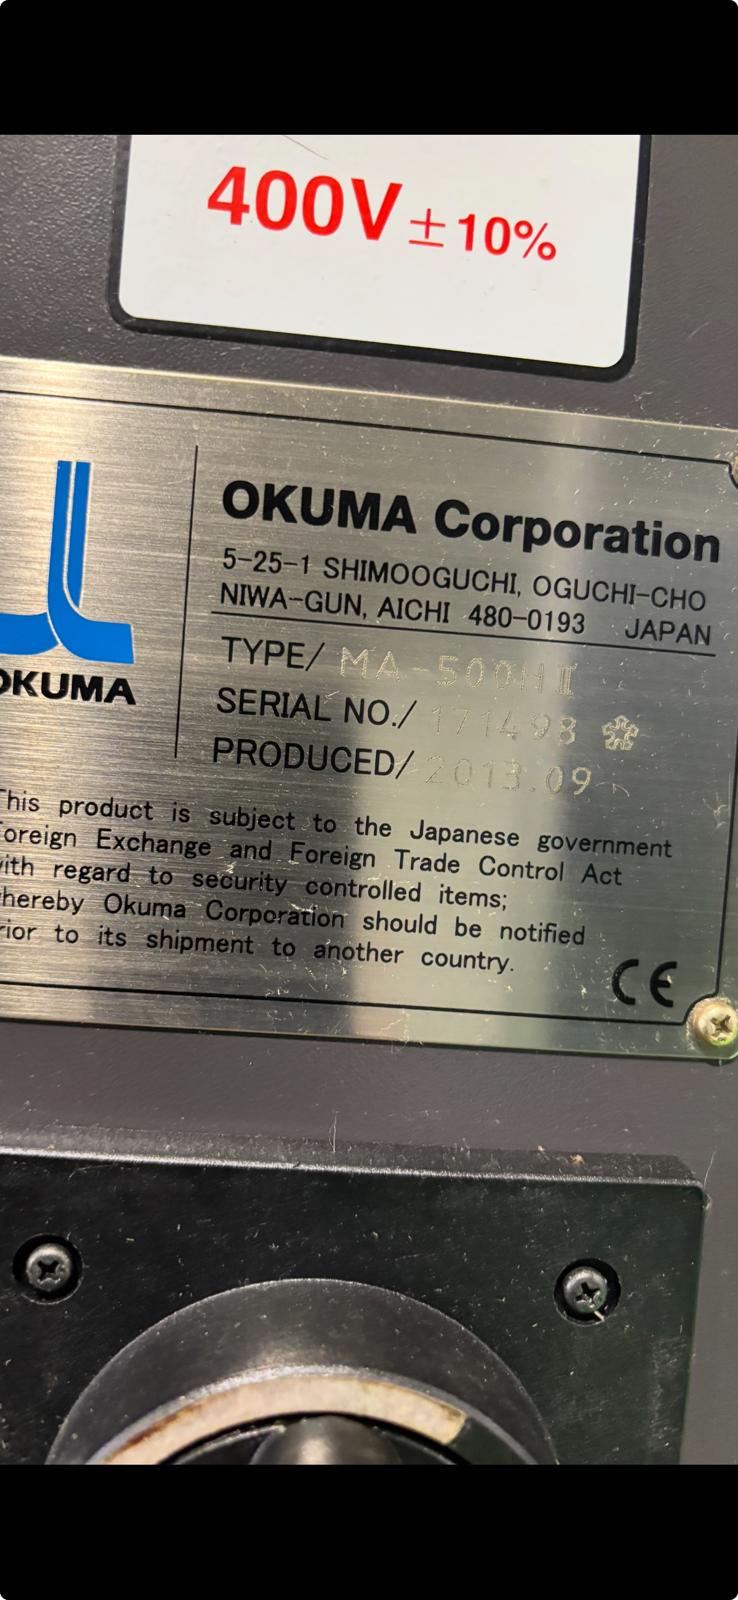 400V ± 10%
OKUMA Corporation
5-25-1 SHIMOOGUCHI, OGUCHI-CHO
NIWA-GUN, AICHI 480-0193 JAPAN
OKUMA
TYPE/ MA-500HⅡ
SERIAL NO./ 171498
PRODUCED/ 2013.09
This product is subject to the Japanese government
Foreign Exchange and Foreign Trade Control Act
with regard to security controlled items;
whereby Okuma Corporation should be notified
prior to its shipment to another country.
CE